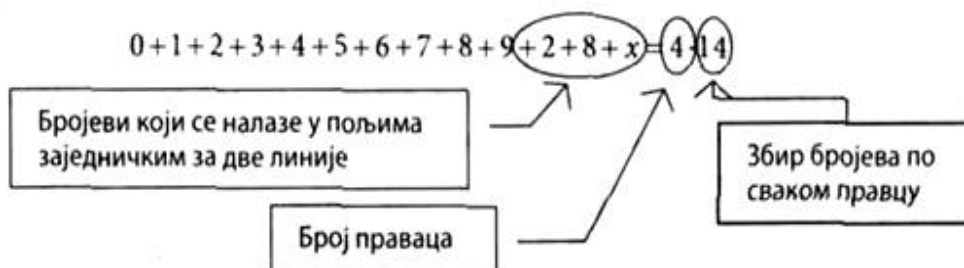 0+1+2+3+4+5+6+7+8+9+2+8+x=4·14
Бројеви који се налазе у пољима
заједничким за две линије
Збир бројева по
сваком правцу
Број праваца